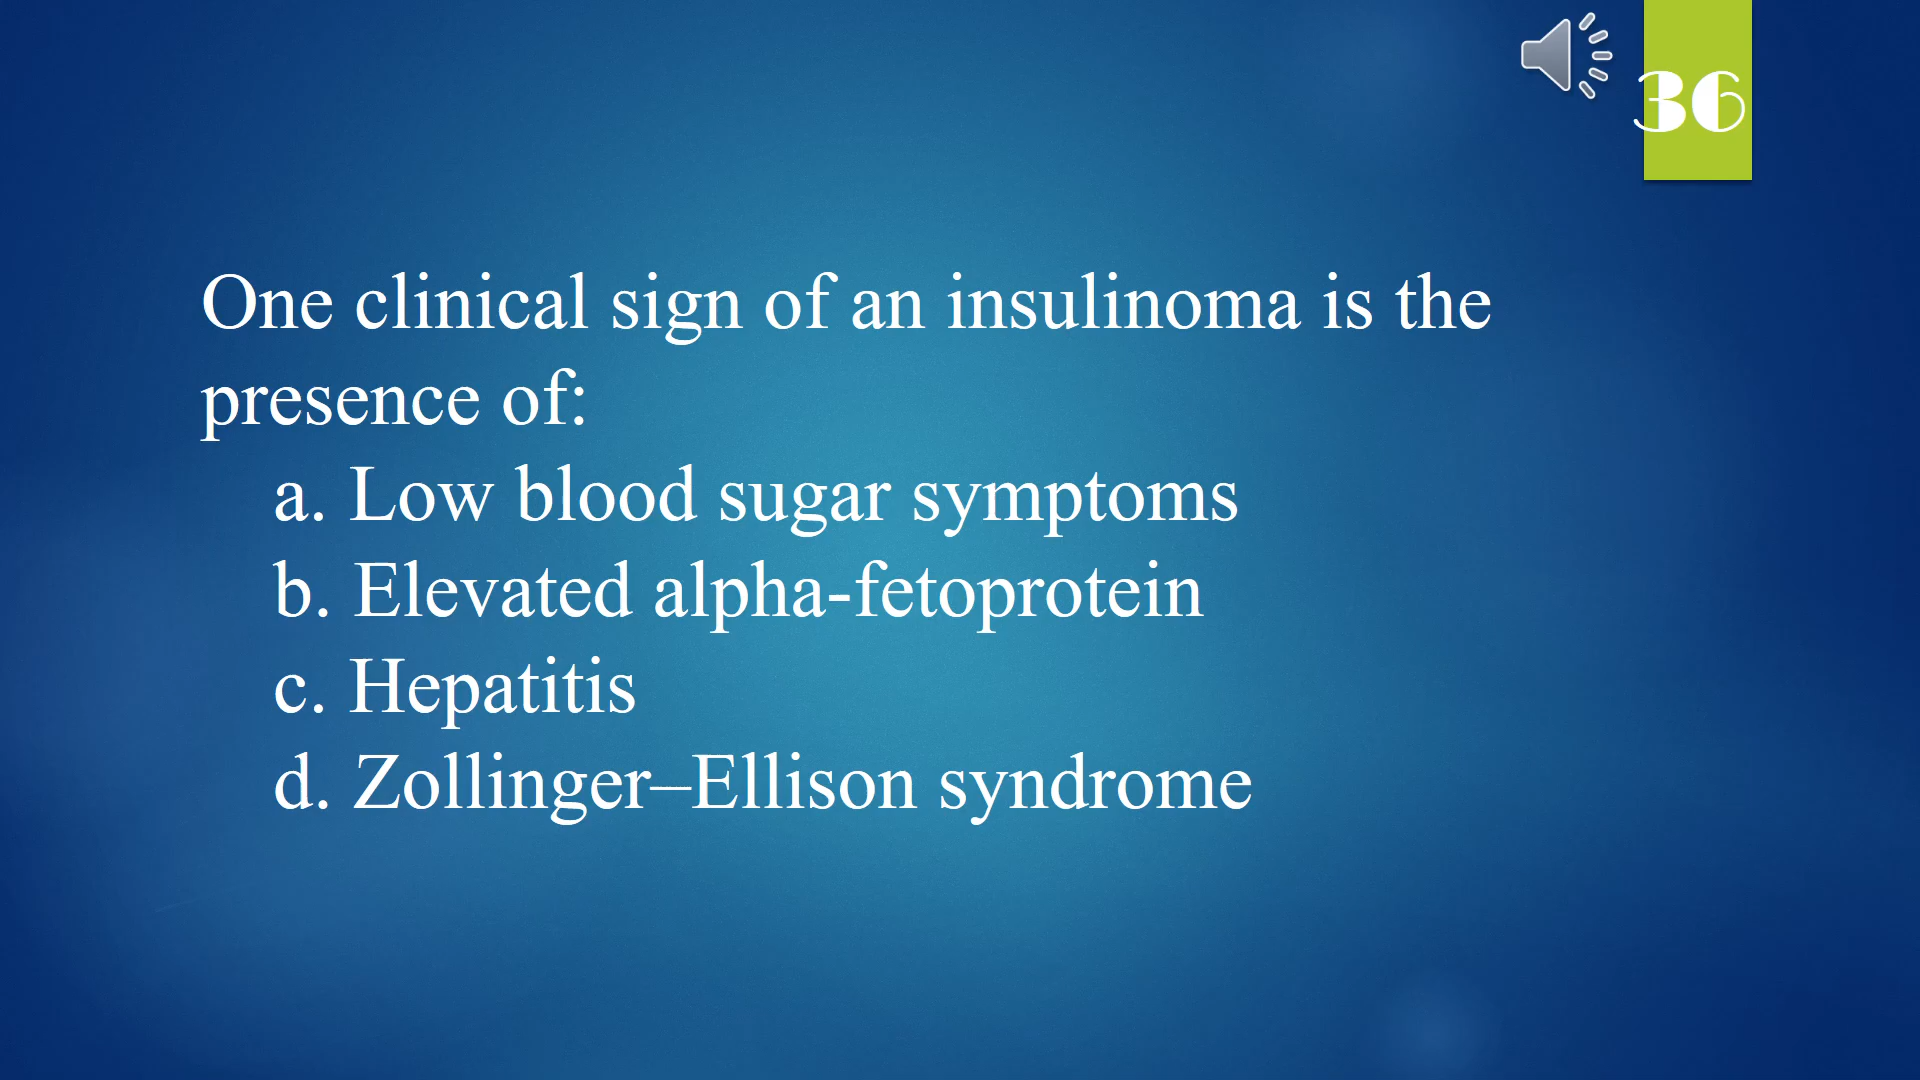 36
One clinical sign of an insulinoma is the
presence of:
a. Low blood sugar symptoms
b. Elevated alpha-fetoprotein
c. Hepatitis
d. Zollinger–Ellison syndrome